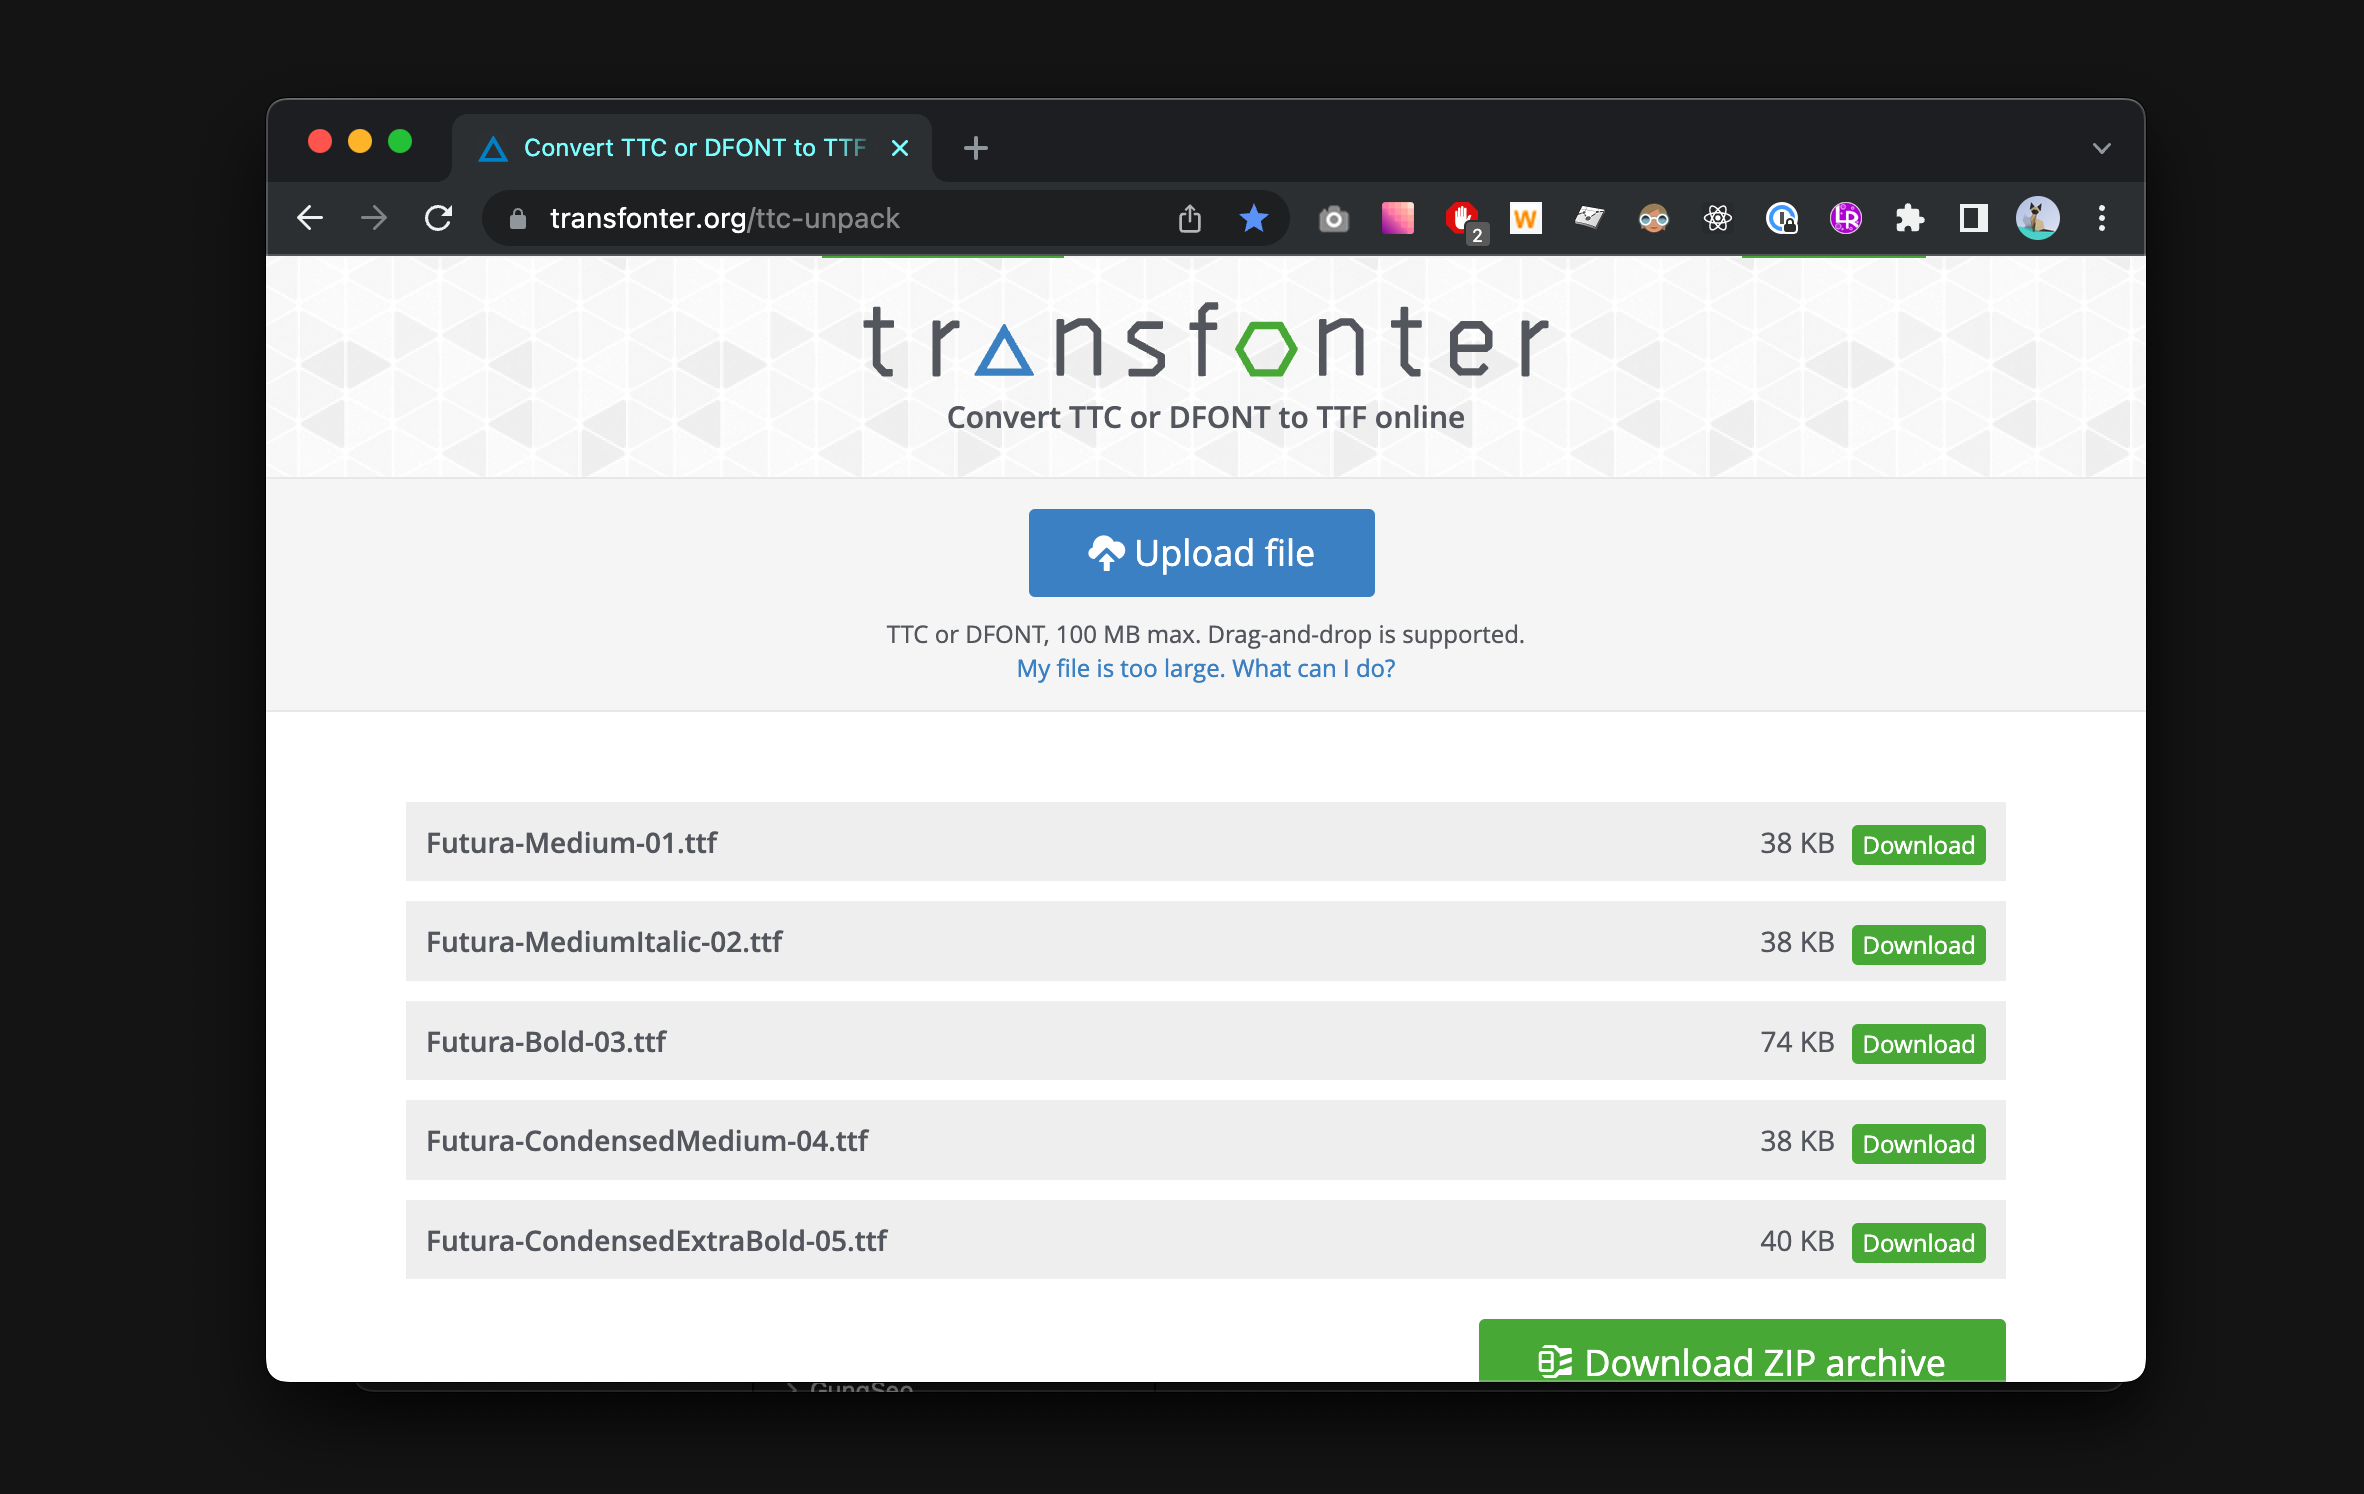 Convert TTC or DFONT to TTF
transfonter.org/ttc-unpack
2
W
LR
transfonter
Convert TTC or DFONT to TTF online
Upload file
TTC or DFONT, 100 MB max. Drag-and-drop is supported.
My file is too large. What can I do?
Futura-Medium-01.ttf 38 KB Download
Futura-MediumItalic-02.ttf 38 KB Download
Futura-Bold-03.ttf 74 KB Download
Futura-CondensedMedium-04.ttf 38 KB Download
Futura-CondensedExtraBold-05.ttf 40 KB Download
Download ZIP archive
GungSeo